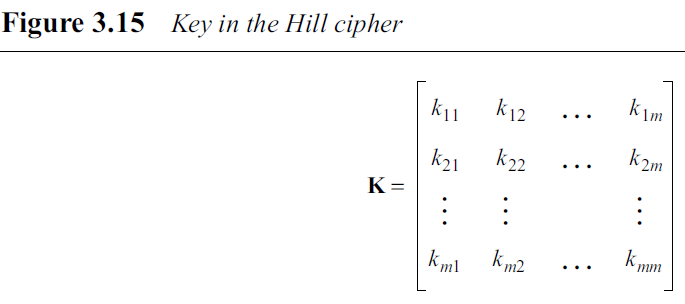 Figure 3.15 Key in the Hill cipher
k11 k12 ... k1m
k21 k22 ... k2m
K =
⋮ ⋮ ⋮
km1 km2 ... kmm